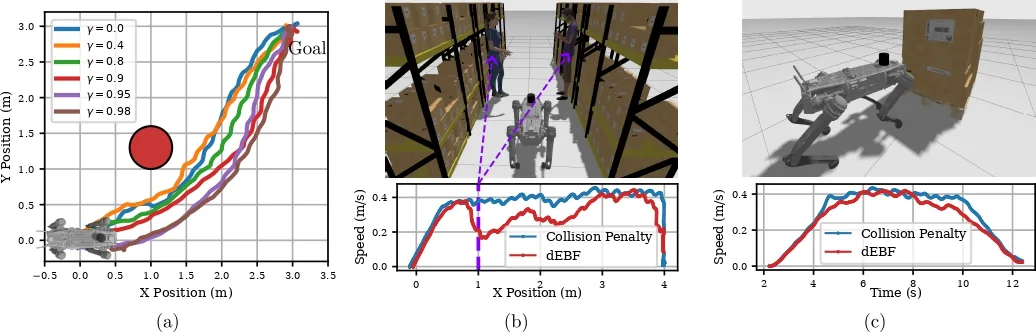 3.0
2.5
2.0
1.5
1.0
0.5
0.0
Y Position (m)
γ = 0.0
γ = 0.4
γ = 0.8
γ = 0.9
γ = 0.95
γ = 0.98
Goal
−0.5 0.0 0.5 1.0 1.5 2.0 2.5 3.0 3.5
X Position (m)
(a)
Speed (m/s)
0.4
0.2
0.0
Collision Penalty
dEBF
0 1 2 3 4
X Position (m)
(b)
Speed (m/s)
0.4
0.2
0.0
Collision Penalty
dEBF
2 4 6 8 10 12
Time (s)
(c)